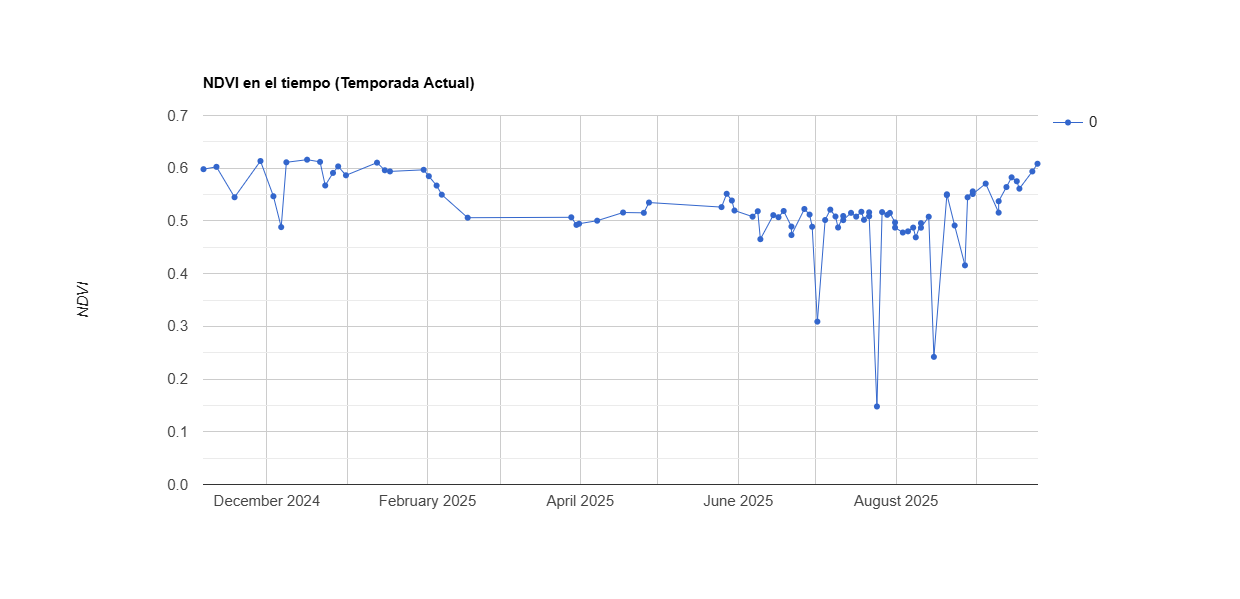 NDVI en el tiempo (Temporada Actual)
0.7
0
0.6
0.5
0.4
NDVI
0.3
0.2
0.1
0.0
December 2024
February 2025
April 2025
June 2025
August 2025